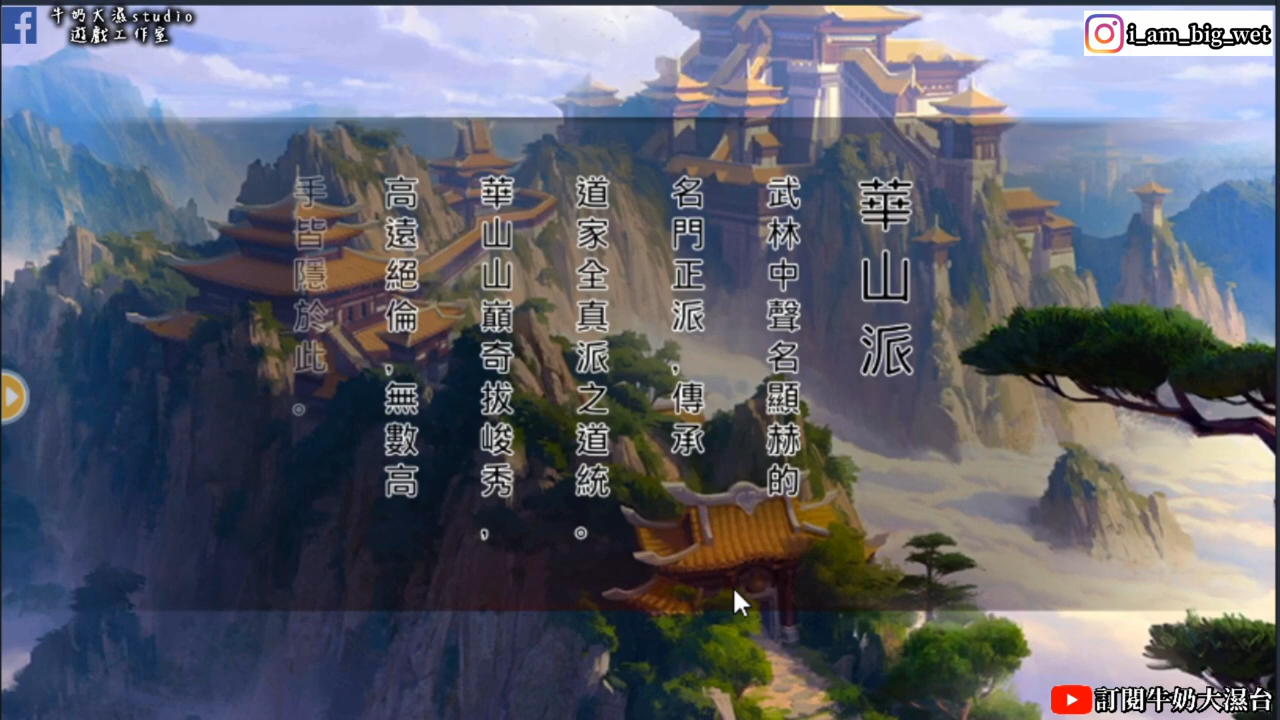 牛奶大濕studio
遊戲工作室
i_am_big_wet
華山派
武林中聲名顯赫的
名門正派,傳承
道家全真派之道統。
華山山巔奇拔峻秀,
高遠絕倫,無數高
手皆隱於此。
訂閱牛奶大濕台